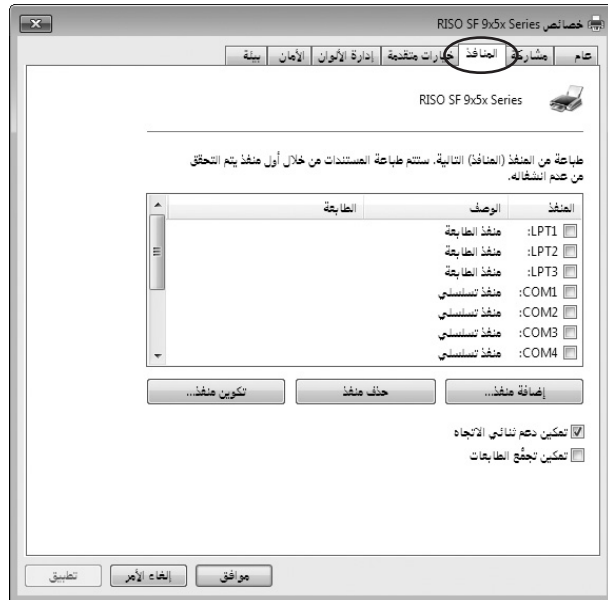 خصائص RISO SF 9x5x Series
عام مشاركة المنافذ خيارات متقدمة إدارة الألوان الأمان بيئة
RISO SF 9x5x Series
طباعة من المنفذ (المنافذ) التالية. ستتم طباعة المستندات من خلال أول منفذ يتم التحقق
من عدم انشغاله.
المنفذ الوصف الطابعة
LPT1: منفذ الطابعة
LPT2: منفذ الطابعة
LPT3: منفذ الطابعة
COM1: منفذ تسلسلي
COM2: منفذ تسلسلي
COM3: منفذ تسلسلي
COM4: منفذ تسلسلي
إضافة منفذ... حذف منفذ تكوين منفذ...
تمكين دعم ثنائي الاتجاه
تمكين تجمُّع الطابعات
موافق إلغاء الأمر تطبيق